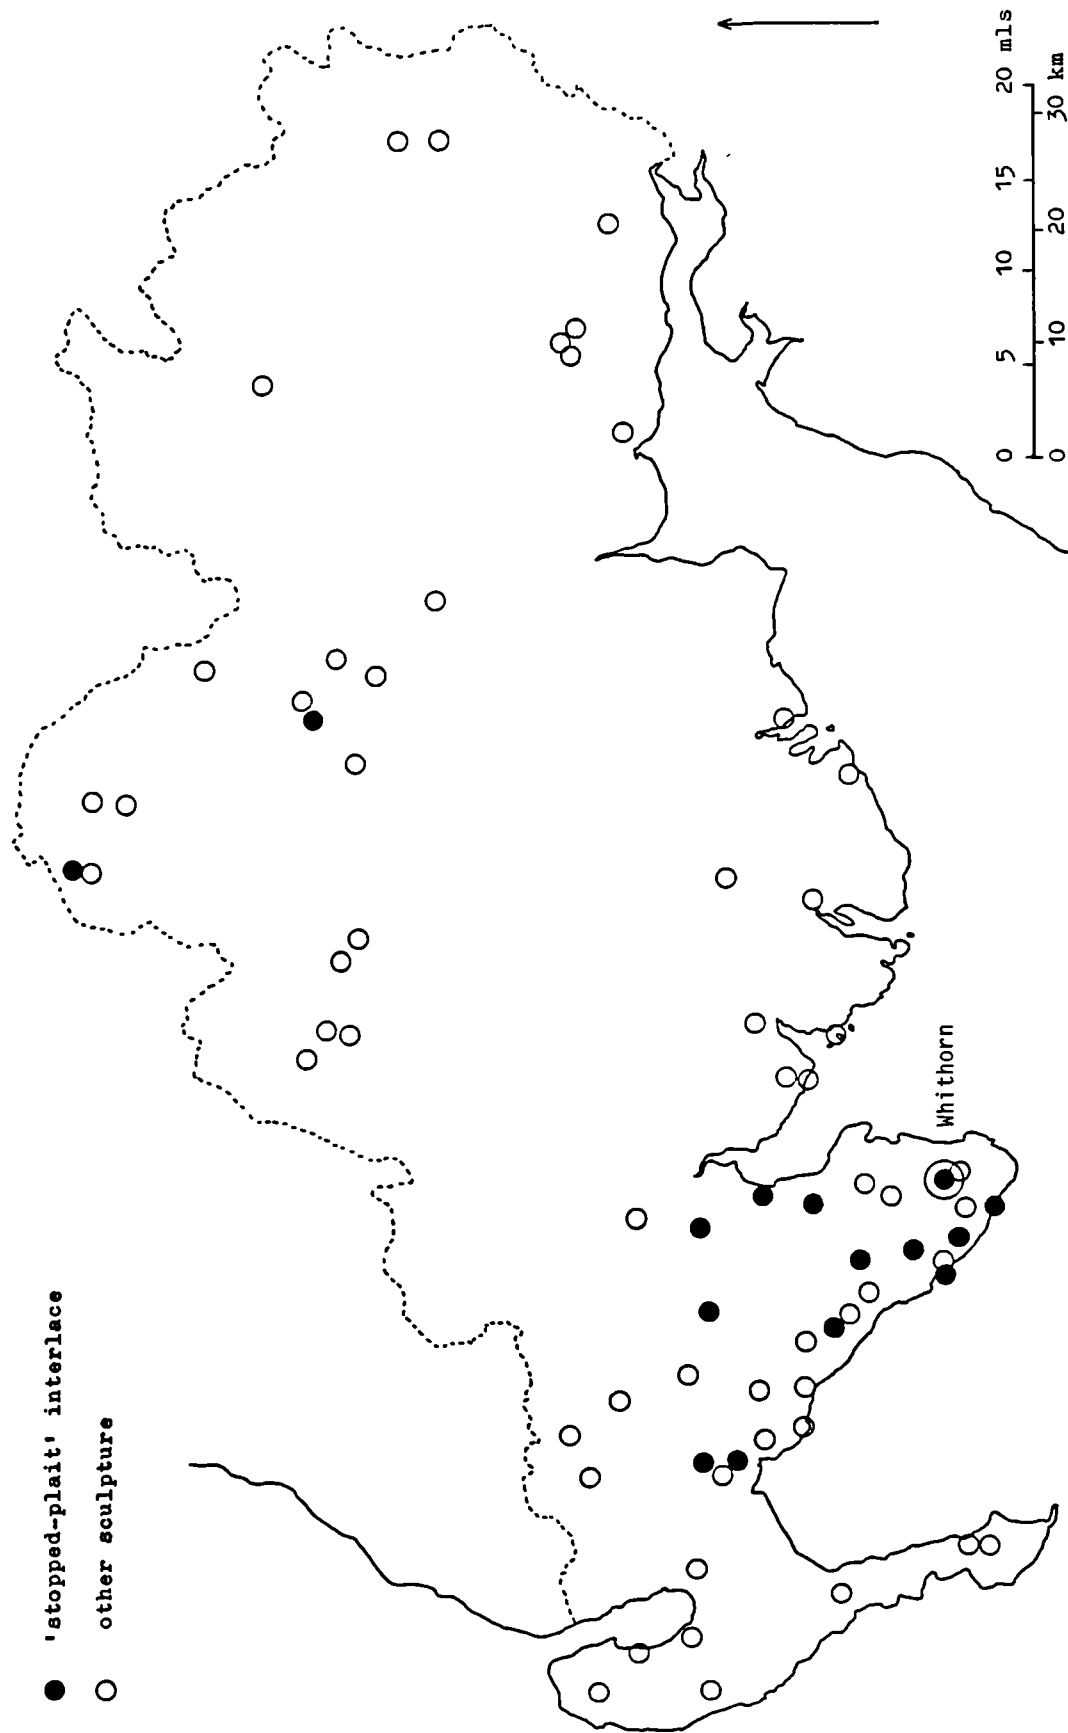 'stopped-plait' interlace
other sculpture
Whithorn
0 5 10 15 20 mls
0 10 20 30 km